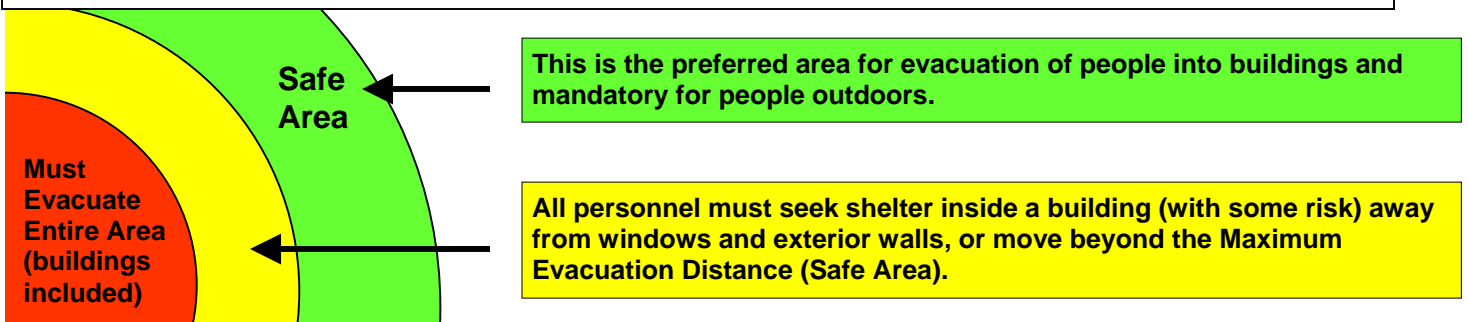 Safe
Area
This is the preferred area for evacuation of people into buildings and
mandatory for people outdoors.
Must
Evacuate
Entire Area
(buildings
included)
All personnel must seek shelter inside a building (with some risk) away
from windows and exterior walls, or move beyond the Maximum
Evacuation Distance (Safe Area).